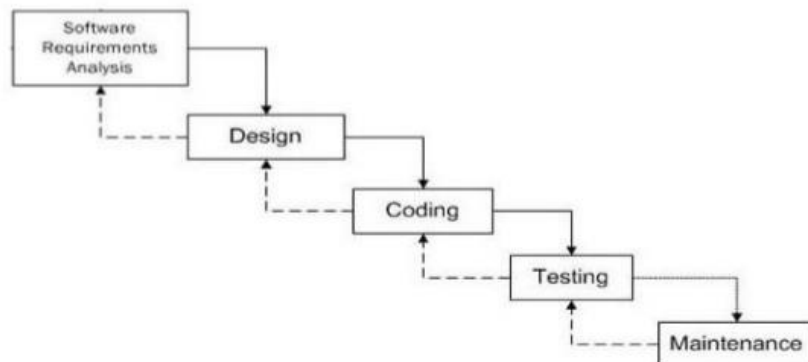 Software
Requirements
Analysis
Design
Coding
Testing
Maintenance